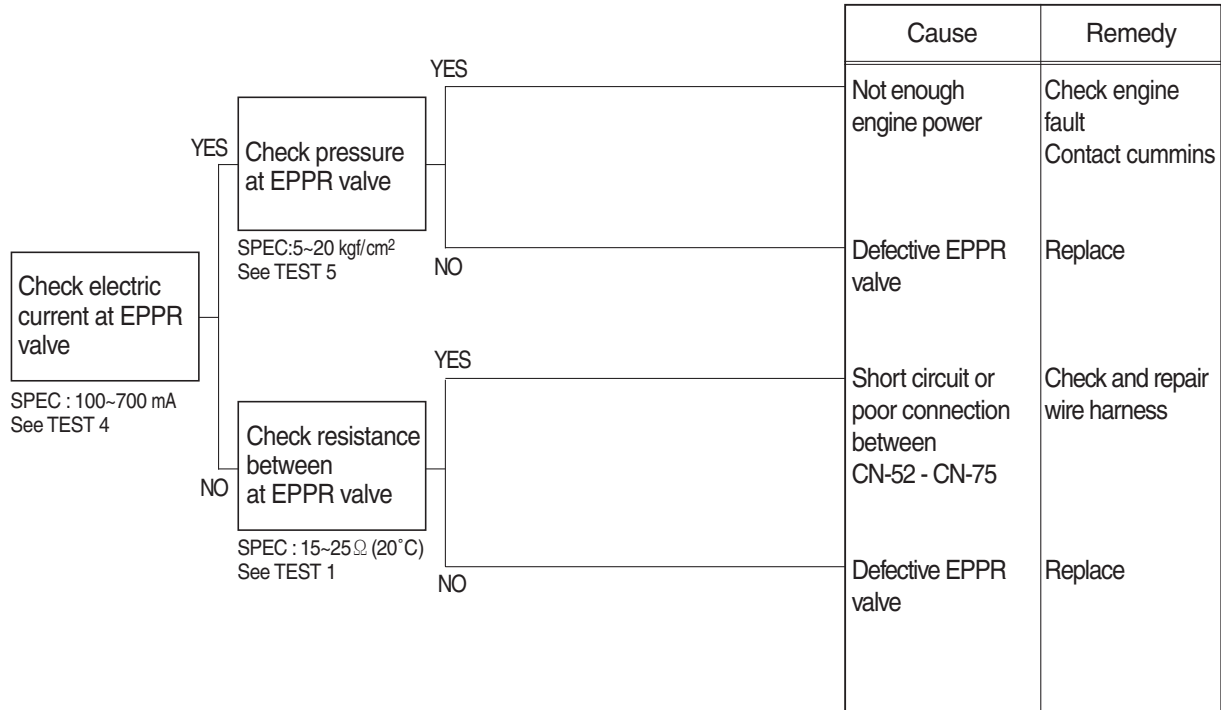 Cause
Remedy
YES
Not enough
engine power
Check engine
fault
Contact cummins
YES
Check pressure
at EPPR valve
SPEC:5~20 kgf/cm²
See TEST 5
NO
Defective EPPR
valve
Replace
Check electric
current at EPPR
valve
SPEC : 100~700 mA
See TEST 4
YES
Short circuit or
poor connection
between
CN-52 - CN-75
Check and repair
wire harness
Check resistance
between
at EPPR valve
NO
SPEC : 15~25Ω (20˚C)
See TEST 1
NO
Defective EPPR
valve
Replace